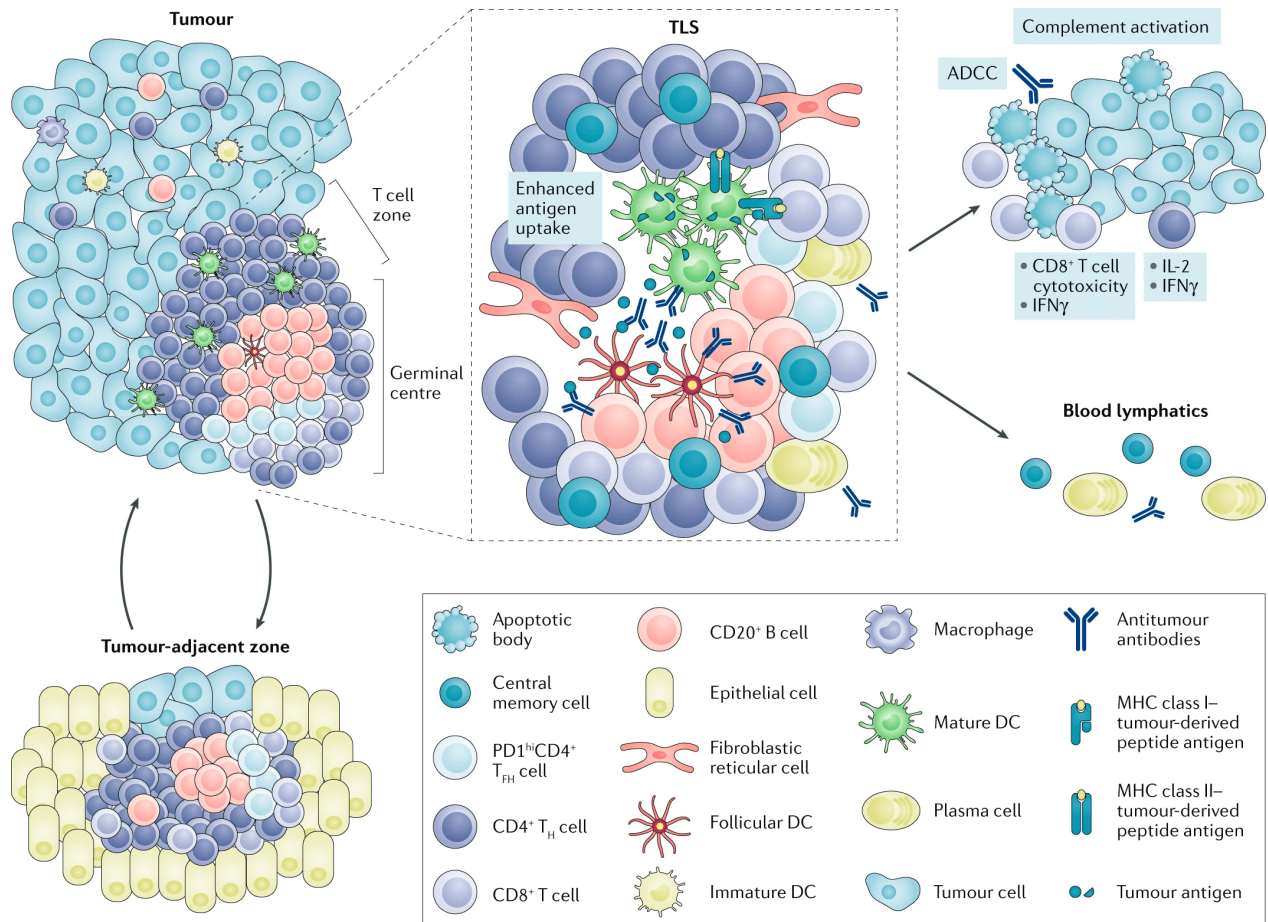 Tumour
TLS
Complement activation
ADCC
T cell
zone
Enhanced
antigen
uptake
Germinal
centre
• CD8⁺ T cell
cytotoxicity
• IFNγ
• IL-2
• IFNγ
Blood lymphatics
Tumour-adjacent zone
Apoptotic
body
Central
memory cell
PD1ʰⁱCD4⁺
T_FH cell
CD4⁺ T_H cell
CD8⁺ T cell
CD20⁺ B cell
Epithelial cell
Fibroblastic
reticular cell
Follicular DC
Immature DC
Macrophage
Mature DC
Plasma cell
Tumour cell
Antitumour
antibodies
MHC class I–
tumour-derived
peptide antigen
MHC class II–
tumour-derived
peptide antigen
Tumour antigen